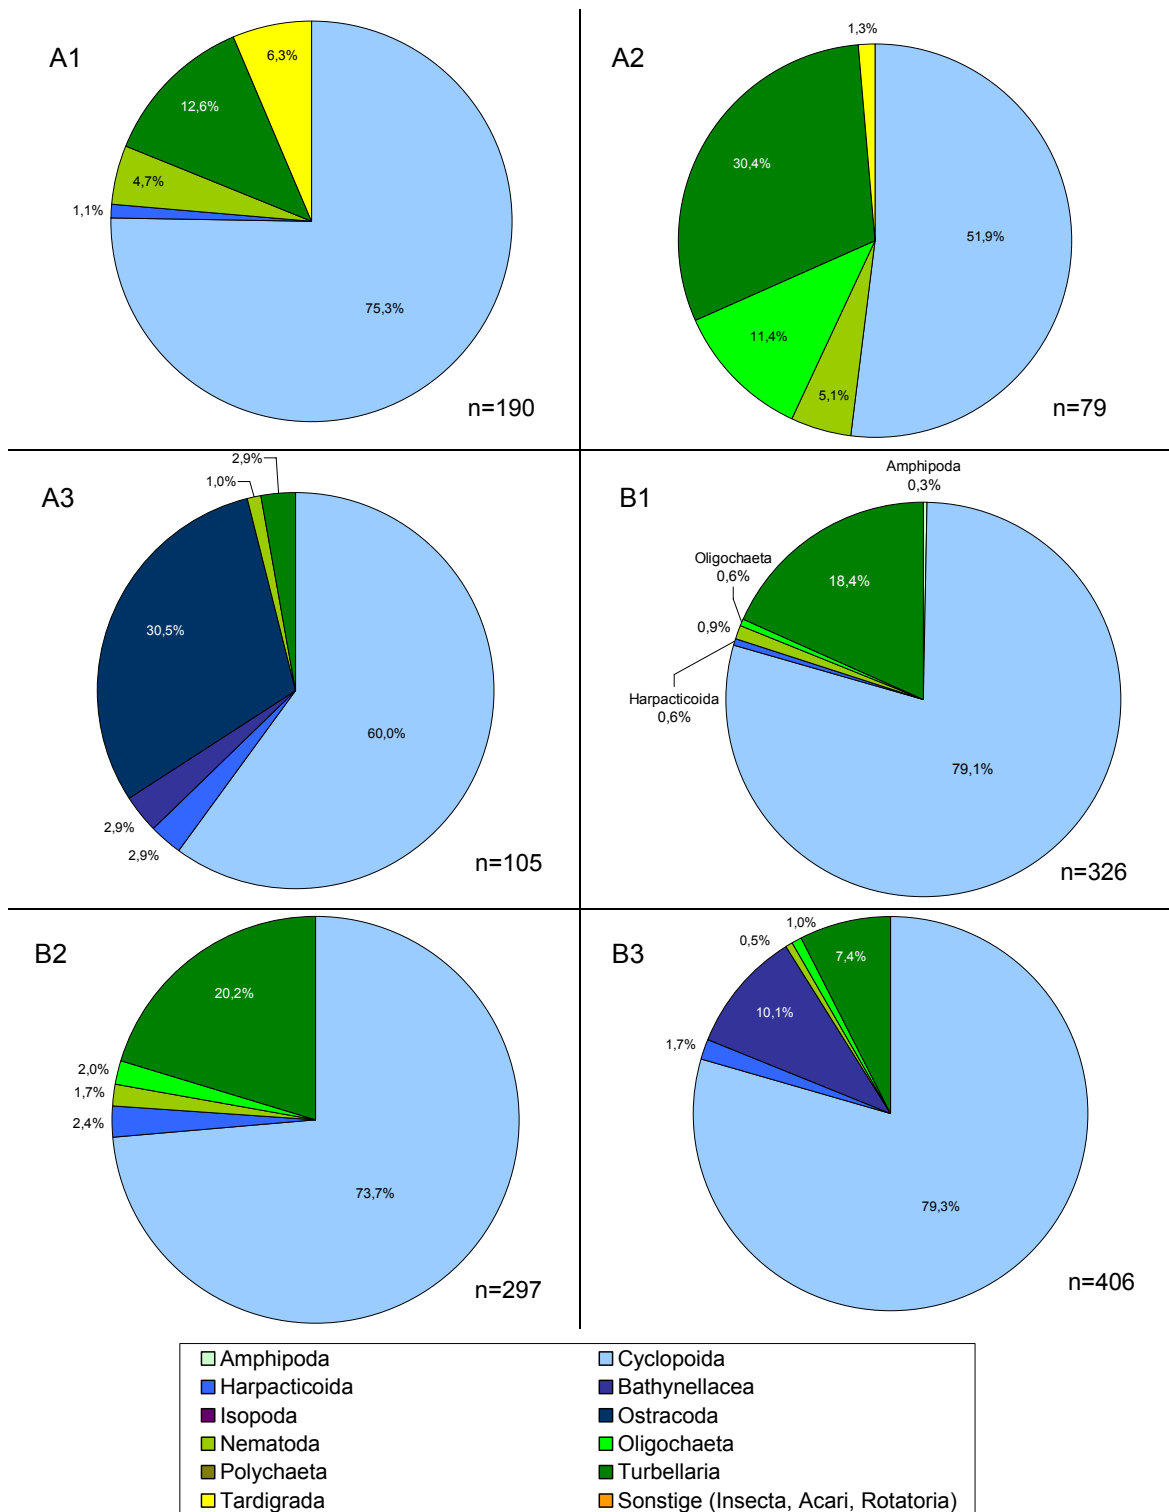 A1
6,3%
12,6%
4,7%
1,1%
75,3%
n=190
A2
1,3%
30,4%
51,9%
11,4%
5,1%
n=79
A3
2,9%
1,0%
30,5%
60,0%
2,9%
2,9%
n=105
B1
Amphipoda
0,3%
Oligochaeta
0,6%
18,4%
0,9%
Harpacticoida
0,6%
79,1%
n=326
B2
20,2%
2,0%
1,7%
2,4%
73,7%
n=297
B3
1,0%
0,5%
7,4%
10,1%
1,7%
79,3%
n=406
Amphipoda
Cyclopoida
Harpacticoida
Bathynellacea
Isopoda
Ostracoda
Nematoda
Oligochaeta
Polychaeta
Turbellaria
Tardigrada
Sonstige (Insecta, Acari, Rotatoria)